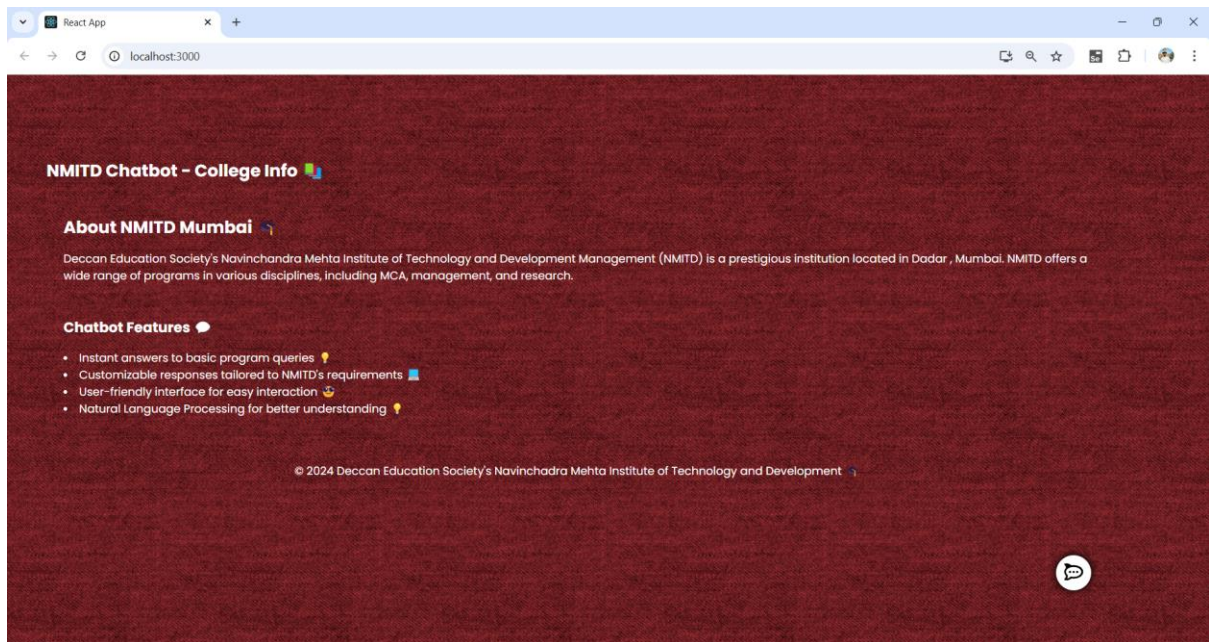 React App
localhost:3000
NMITD Chatbot - College Info
About NMITD Mumbai
Deccan Education Society's Navinchandra Mehta Institute of Technology and Development Management (NMITD) is a prestigious institution located in Dadar , Mumbai. NMITD offers a
wide range of programs in various disciplines, including MCA, management, and research.
Chatbot Features
• Instant answers to basic program queries
• Customizable responses tailored to NMITD's requirements
• User-friendly interface for easy interaction
• Natural Language Processing for better understanding
© 2024 Deccan Education Society's Navinchadra Mehta Institute of Technology and Development